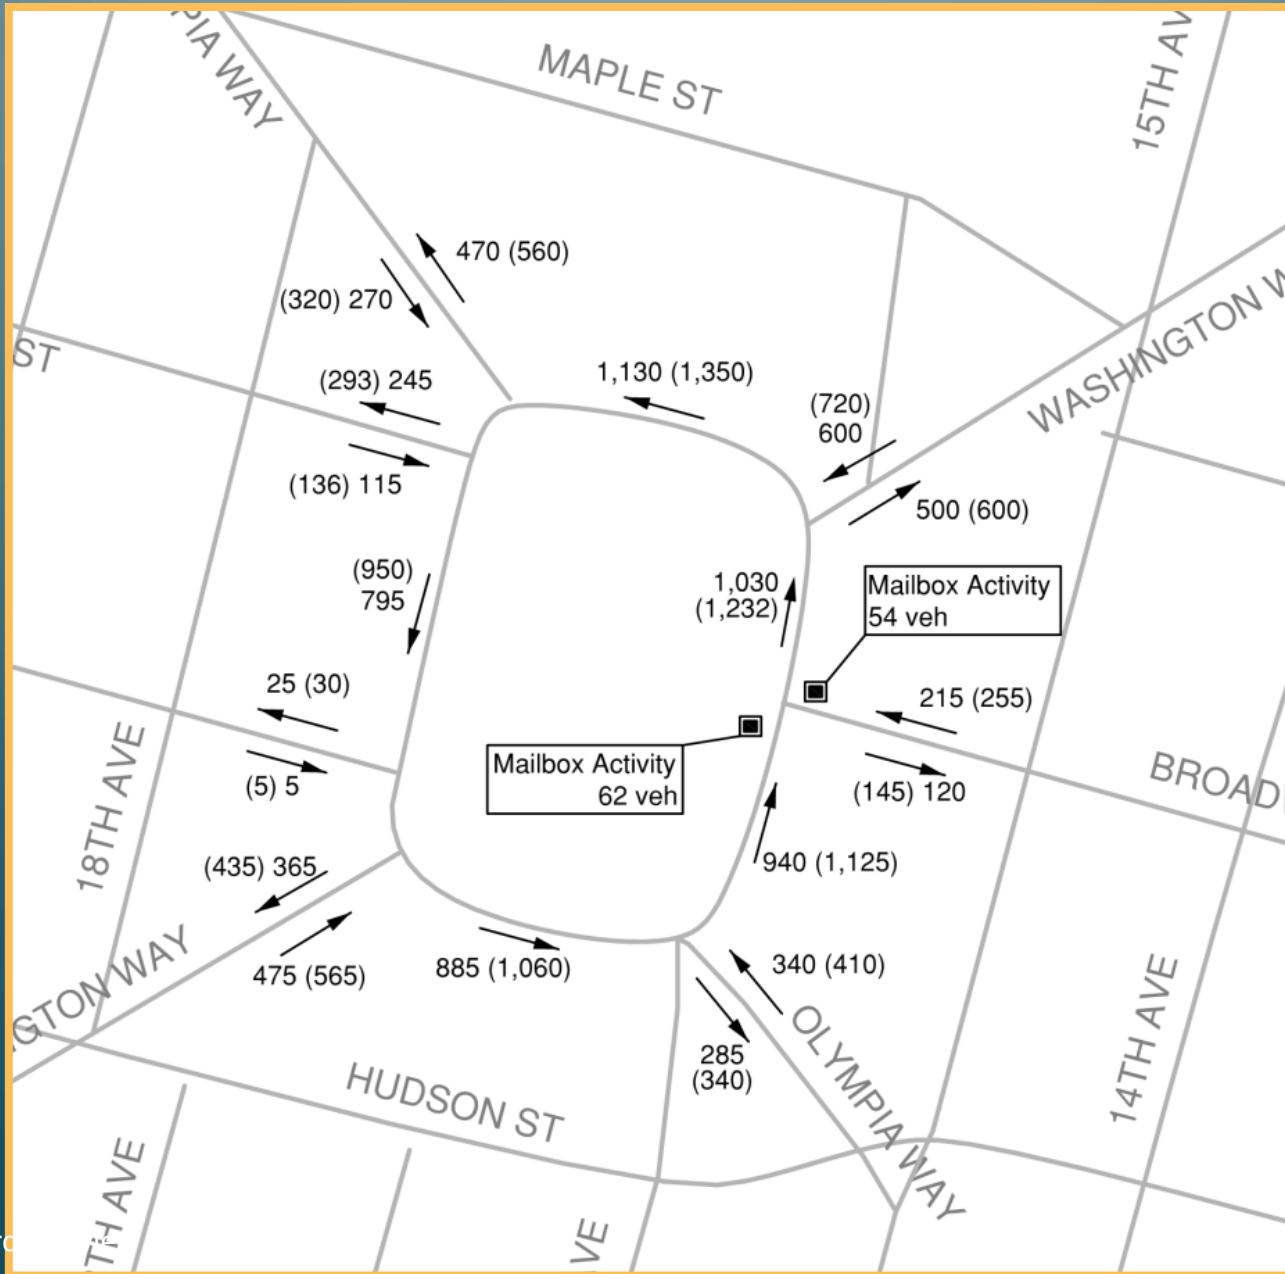 PIA WAY
MAPLE ST
15TH AV
470 (560)
(320) 270
ST
(293) 245
1,130 (1,350)
(720)
600
WASHINGTON W
(136) 115
500 (600)
(950)
795
1,030
(1,232)
Mailbox Activity
54 veh
25 (30)
215 (255)
18TH AVE
Mailbox Activity
62 veh
(5) 5
(145) 120
BROAD
(435) 365
940 (1,125)
475 (565)
885 (1,060)
340 (410)
NGTON WAY
285
(340)
OLYMPIA WAY
14TH AVE
HUDSON ST
TH AVE
VE